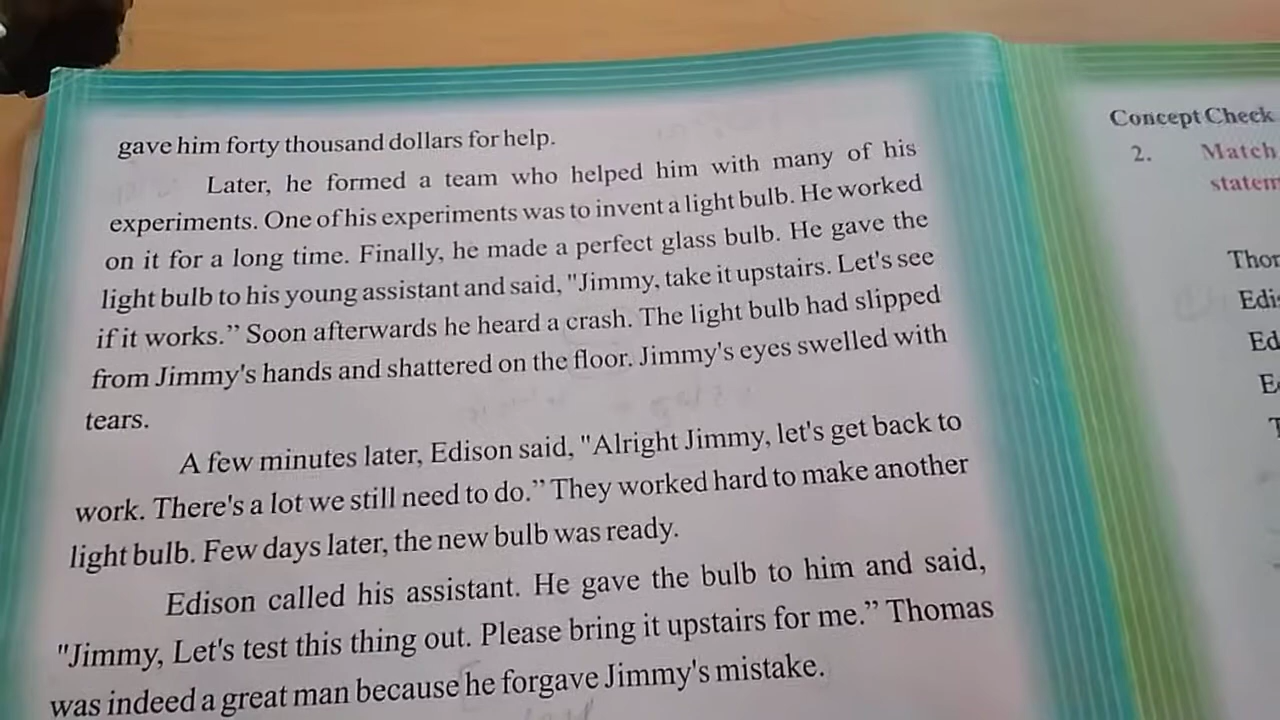 gave him forty thousand dollars for help.
Later, he formed a team who helped him with many of his
experiments. One of his experiments was to invent a light bulb. He worked
on it for a long time. Finally, he made a perfect glass bulb. He gave the
light bulb to his young assistant and said, "Jimmy, take it upstairs. Let's see
if it works.” Soon afterwards he heard a crash. The light bulb had slipped
from Jimmy's hands and shattered on the floor. Jimmy's eyes swelled with
tears.
A few minutes later, Edison said, "Alright Jimmy, let's get back to
work. There's a lot we still need to do.” They worked hard to make another
light bulb. Few days later, the new bulb was ready.
Edison called his assistant. He gave the bulb to him and said,
"Jimmy, Let's test this thing out. Please bring it upstairs for me.” Thomas
was indeed a great man because he forgave Jimmy's mistake.
Concept Check
2. Match